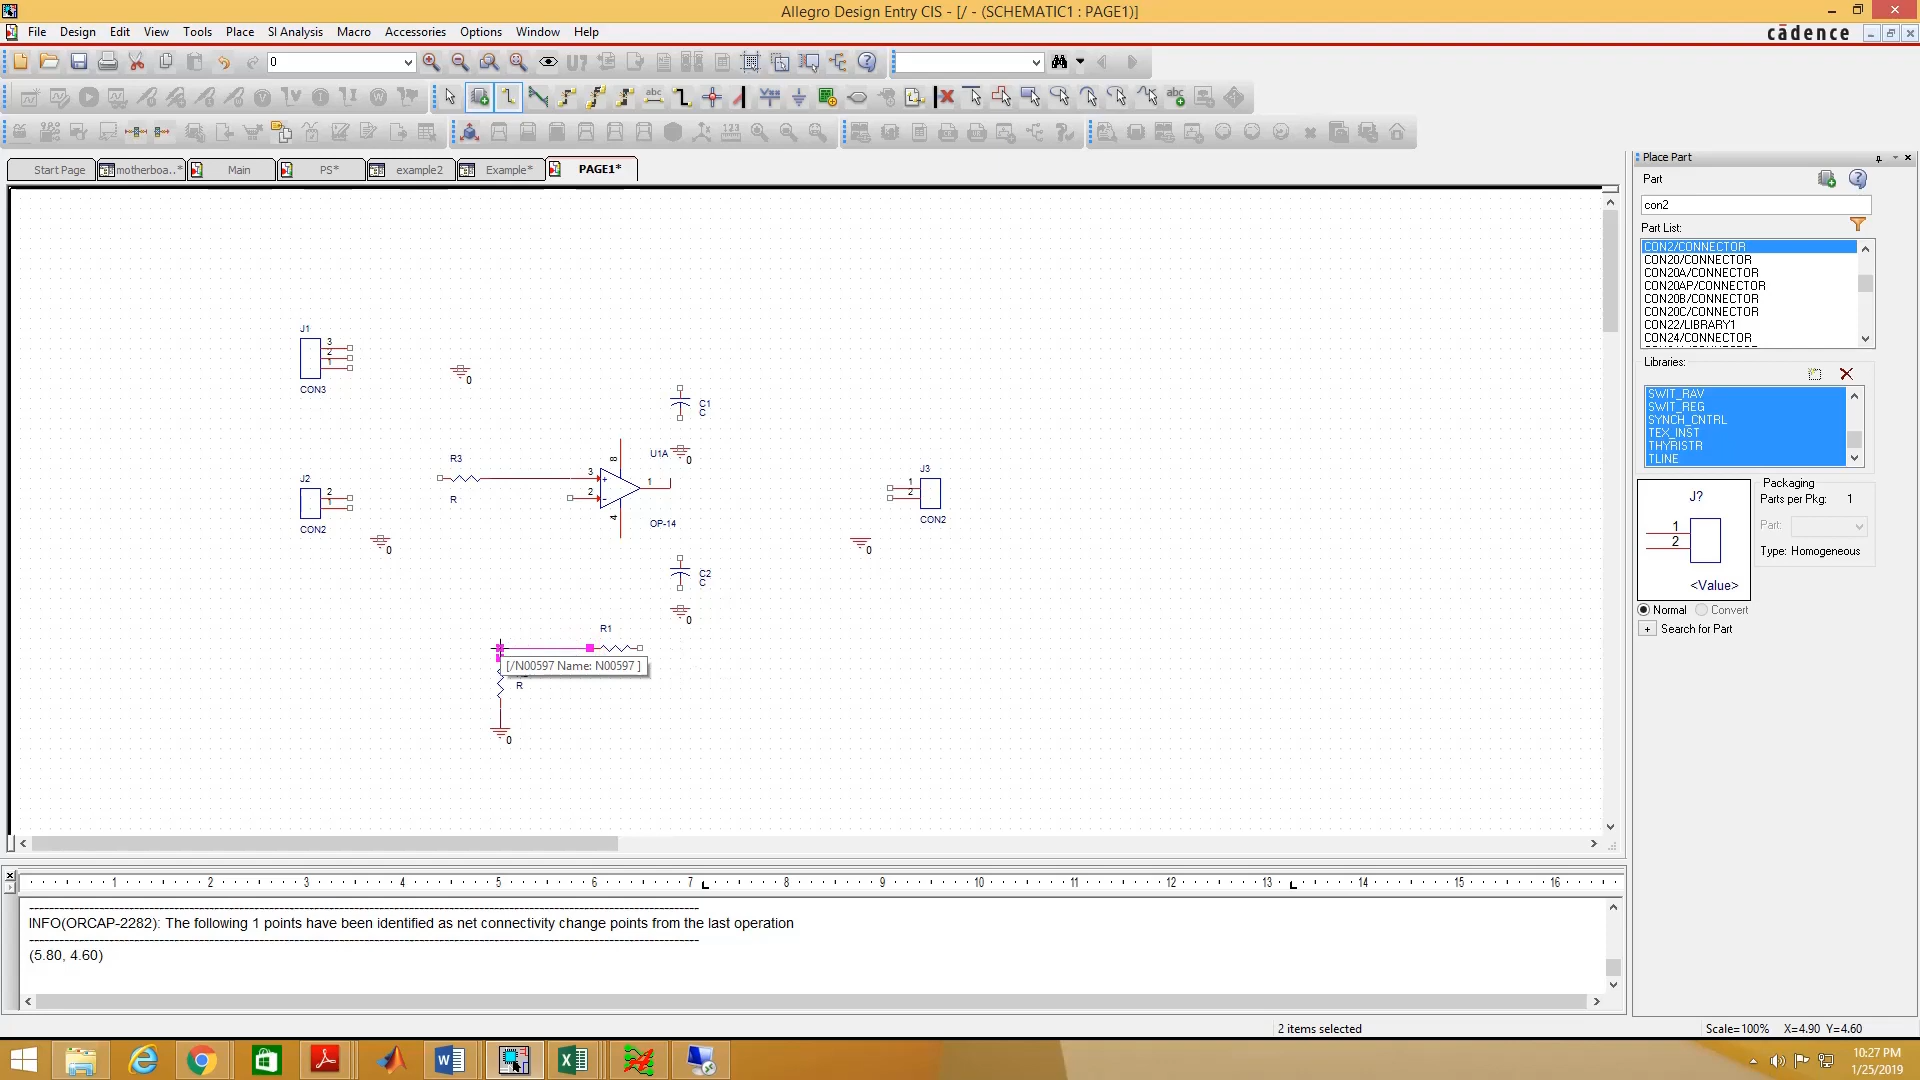 Allegro Design Entry CIS - [/ - (SCHEMATIC1 : PAGE1)]
File Design Edit View Tools Place SI Analysis Macro Accessories Options Window Help
cādence
0
Start Page
motherboa..*
Main
PS*
example2
Example*
PAGE1*
Place Part
Part
con2
Part List:
CON2/CONNECTOR
CON20/CONNECTOR
CON20A/CONNECTOR
CON20AP/CONNECTOR
CON20B/CONNECTOR
CON20C/CONNECTOR
CON22/LIBRARY1
CON24/CONNECTOR
Libraries:
SWIT_RAV
SWIT_REG
SYNCH_CNTRL
TEX_INST
THYRISTR
TLINE
Packaging
Parts per Pkg: 1
Part:
Type: Homogeneous
J?
1
2
<Value>
Normal Convert
+ Search for Part
J1
3
2
1
CON3
0
C1
C
0
R3
R
U1A
8
3
+
1
2
-
4
OP-14
J2
2
1
CON2
0
J3
1
2
CON2
0
C2
C
0
R1
[/N00597 Name: N00597 ]
R
0
1 2 3 4 5 6 7 8 9 10 11 12 13 14 15 16
INFO(ORCAP-2282): The following 1 points have been identified as net connectivity change points from the last operation
(5.80, 4.60)
2 items selected
Scale=100% X=4.90 Y=4.60
10:27 PM
1/25/2019